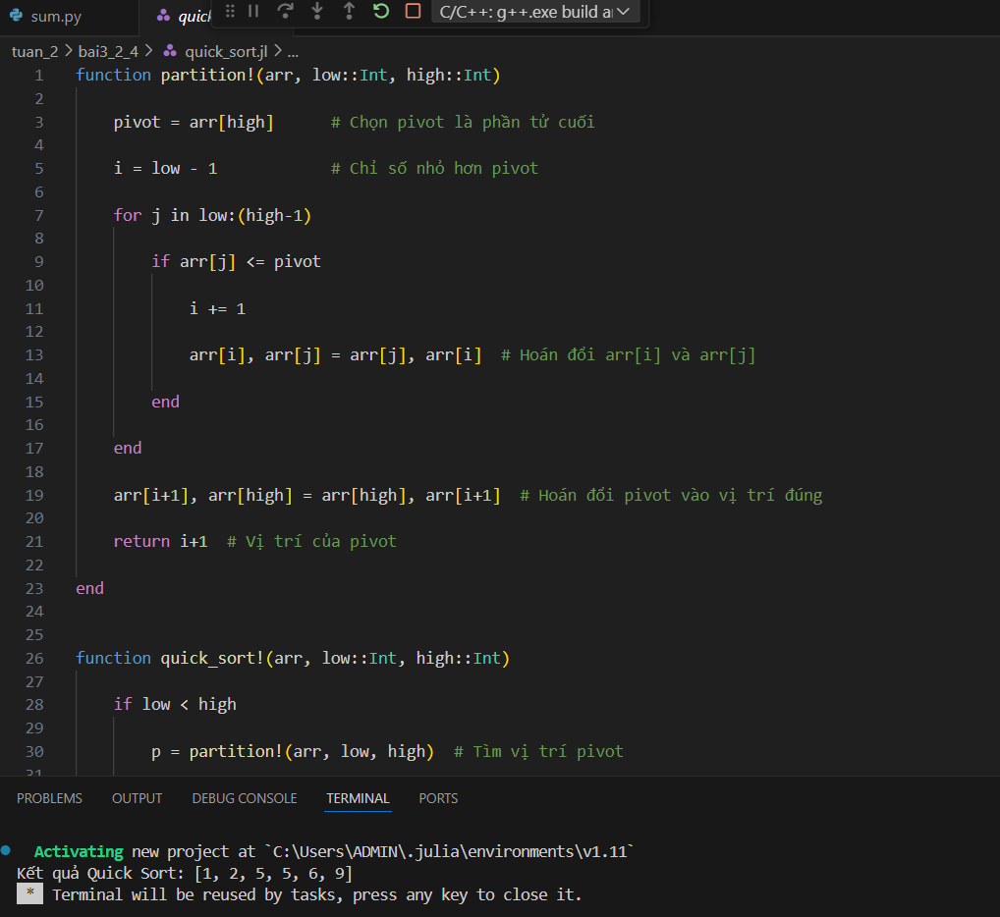 sum.py
quick
C/C++: g++.exe build a
tuan_2 > bai3_2_4 > quick_sort.jl > ...
1 function partition!(arr, low::Int, high::Int)
2
3 pivot = arr[high] # Chọn pivot là phần tử cuối
4
5 i = low - 1 # Chỉ số nhỏ hơn pivot
6
7 for j in low:(high-1)
8
9 if arr[j] <= pivot
10
11 i += 1
12
13 arr[i], arr[j] = arr[j], arr[i] # Hoán đổi arr[i] và arr[j]
14
15 end
16
17 end
18
19 arr[i+1], arr[high] = arr[high], arr[i+1] # Hoán đổi pivot vào vị trí đúng
20
21 return i+1 # Vị trí của pivot
22
23 end
24
25
26 function quick_sort!(arr, low::Int, high::Int)
27
28 if low < high
29
30 p = partition!(arr, low, high) # Tìm vị trí pivot
31
PROBLEMS OUTPUT DEBUG CONSOLE TERMINAL PORTS
Activating new project at `C:\Users\ADMIN\.julia\environments\v1.11`
Kết quả Quick Sort: [1, 2, 5, 5, 6, 9]
* Terminal will be reused by tasks, press any key to close it.